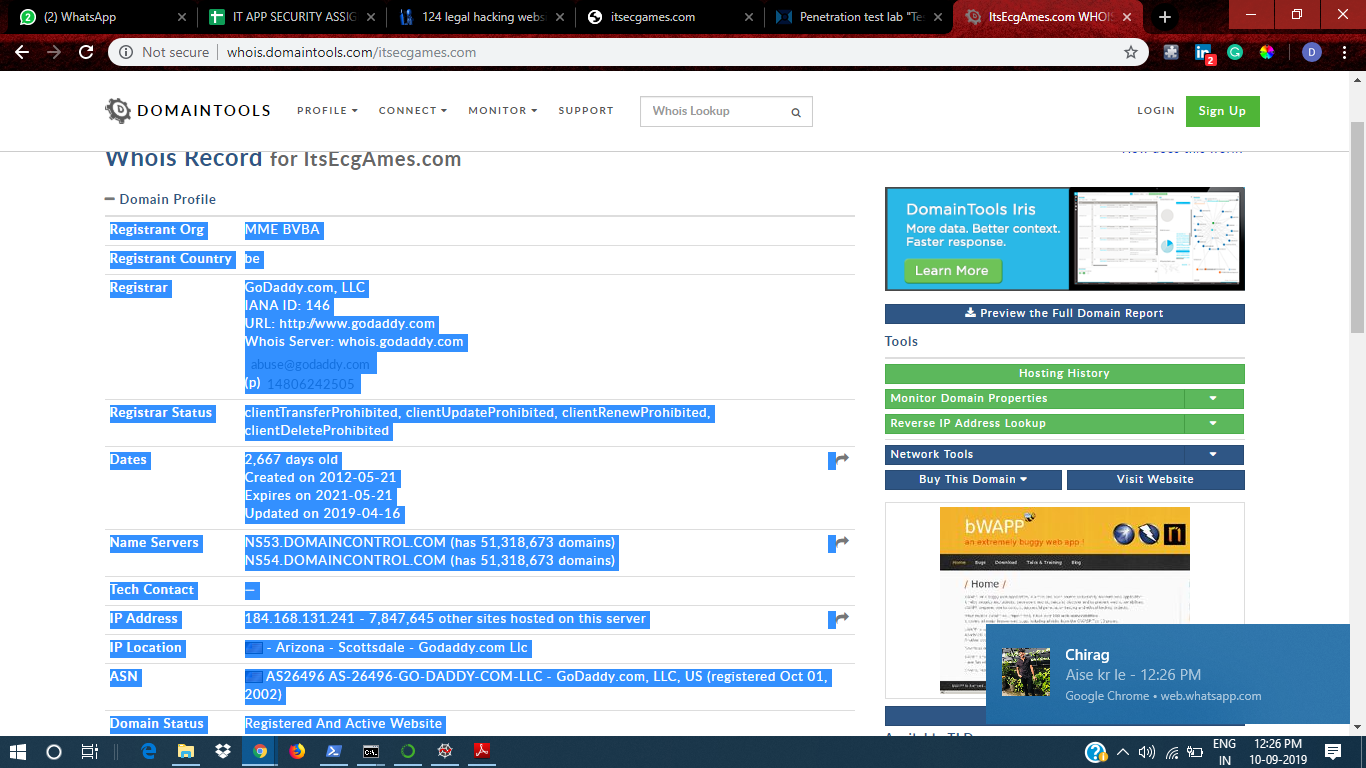 (2) WhatsApp
IT APP SECURITY ASSIG
124 legal hacking webs
itsecgames.com
Penetration test lab "Te
ItsEcgAmes.com WHOIS
Not secure
whois.domaintools.com/itsecgames.com
2
D
DOMAINTOOLS
PROFILE
CONNECT
MONITOR
SUPPORT
Whois Lookup
LOGIN
Sign Up
Whois Record for ItsEcgAmes.com
Domain Profile
Registrant Org MME BVBA
Registrant Country be
Registrar GoDaddy.com, LLC
IANA ID: 146
URL: http://www.godaddy.com
Whois Server: whois.godaddy.com
abuse@godaddy.com
(p) 14806242505
Registrar Status clientTransferProhibited, clientUpdateProhibited, clientRenewProhibited,
clientDeleteProhibited
Dates 2,667 days old
Created on 2012-05-21
Expires on 2021-05-21
Updated on 2019-04-16
Name Servers NS53.DOMAINCONTROL.COM (has 51,318,673 domains)
NS54.DOMAINCONTROL.COM (has 51,318,673 domains)
Tech Contact —
IP Address 184.168.131.241 - 7,847,645 other sites hosted on this server
IP Location - Arizona - Scottsdale - Godaddy.com Llc
ASN AS26496 AS-26496-GO-DADDY-COM-LLC - GoDaddy.com, LLC, US (registered Oct 01,
2002)
Domain Status Registered And Active Website
DomainTools Iris
More data. Better context.
Faster response.
Learn More
Preview the Full Domain Report
Tools
Hosting History
Monitor Domain Properties
Reverse IP Address Lookup
Network Tools
Buy This Domain
Visit Website
bWAPP
an extremely buggy web app !
Home Bugs Download Talks & Training Blog
/ Home /
Chirag
Aise kr le - 12:26 PM
Google Chrome • web.whatsapp.com
2
ENG
IN
12:26 PM
10-09-2019